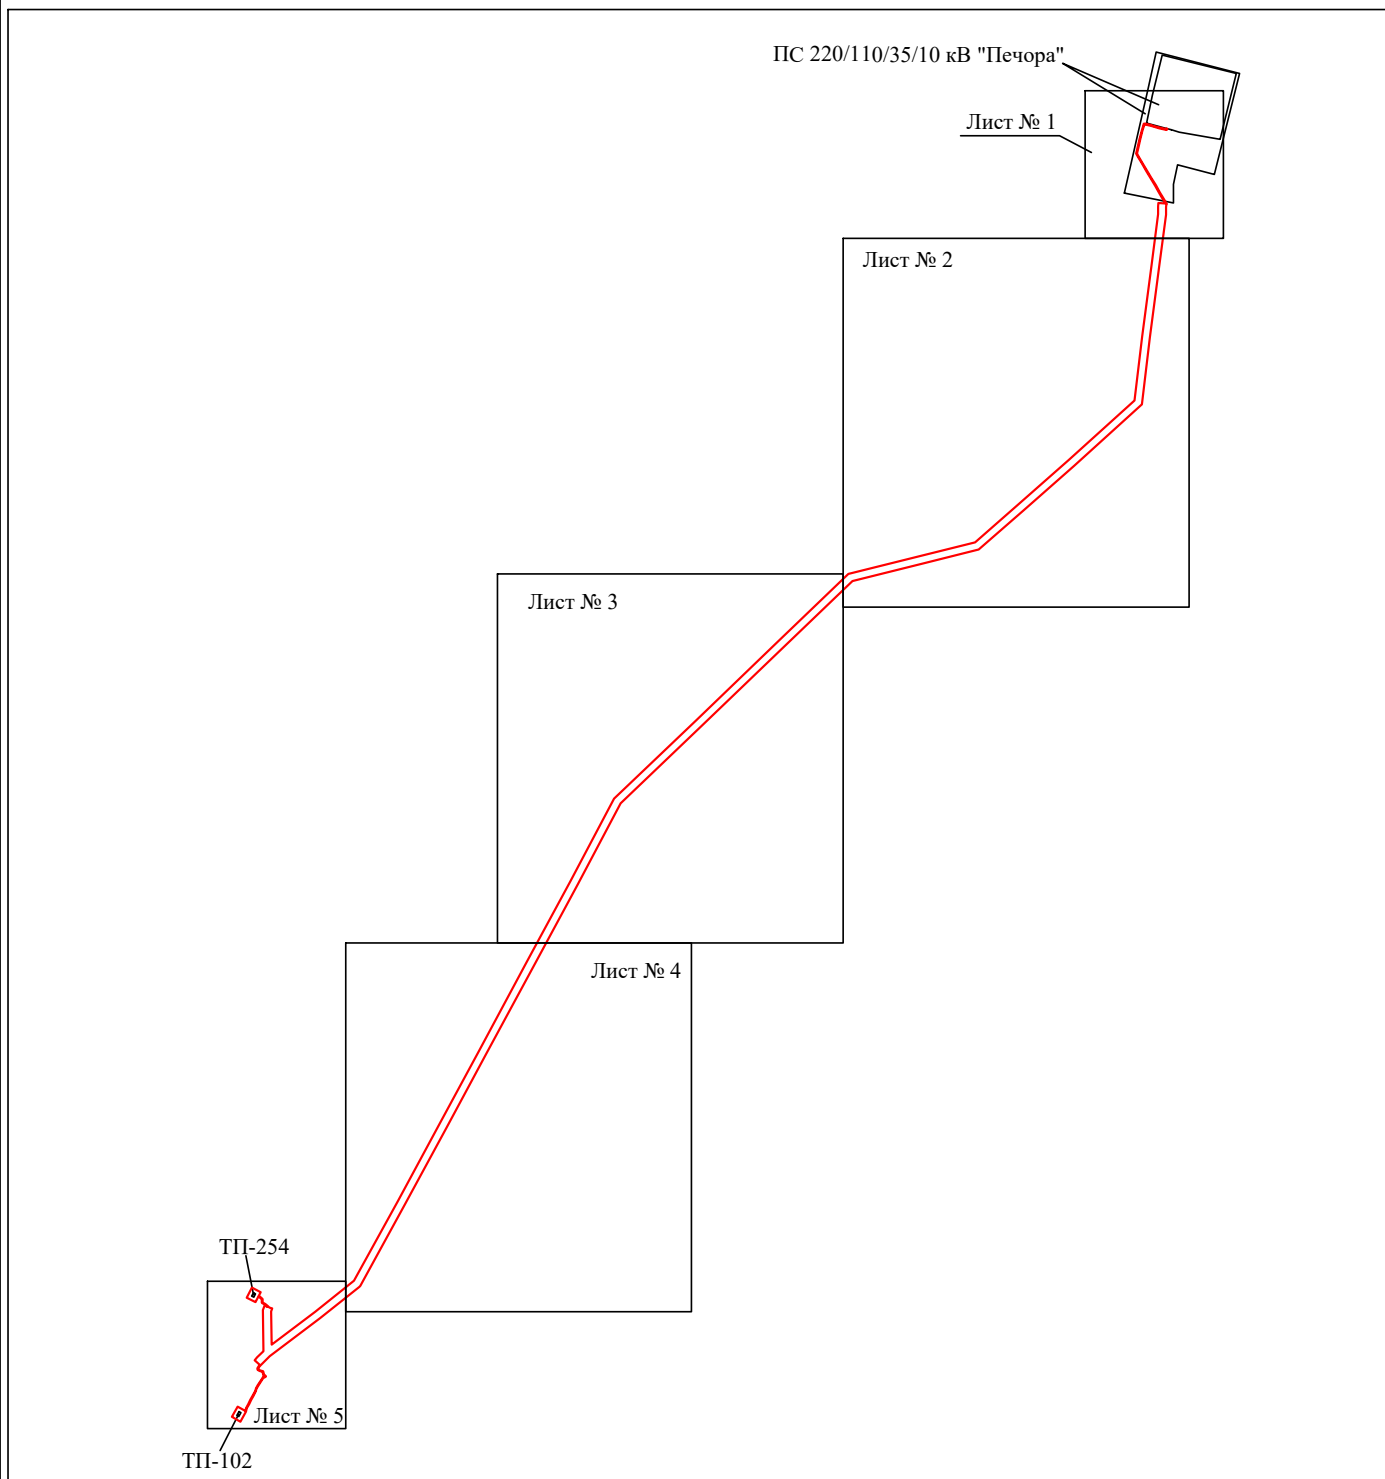 ПС 220/110/35/10 кВ "Печора"
Лист № 1
Лист № 2
Лист № 3
Лист № 4
ТП-254
Лист № 5
ТП-102